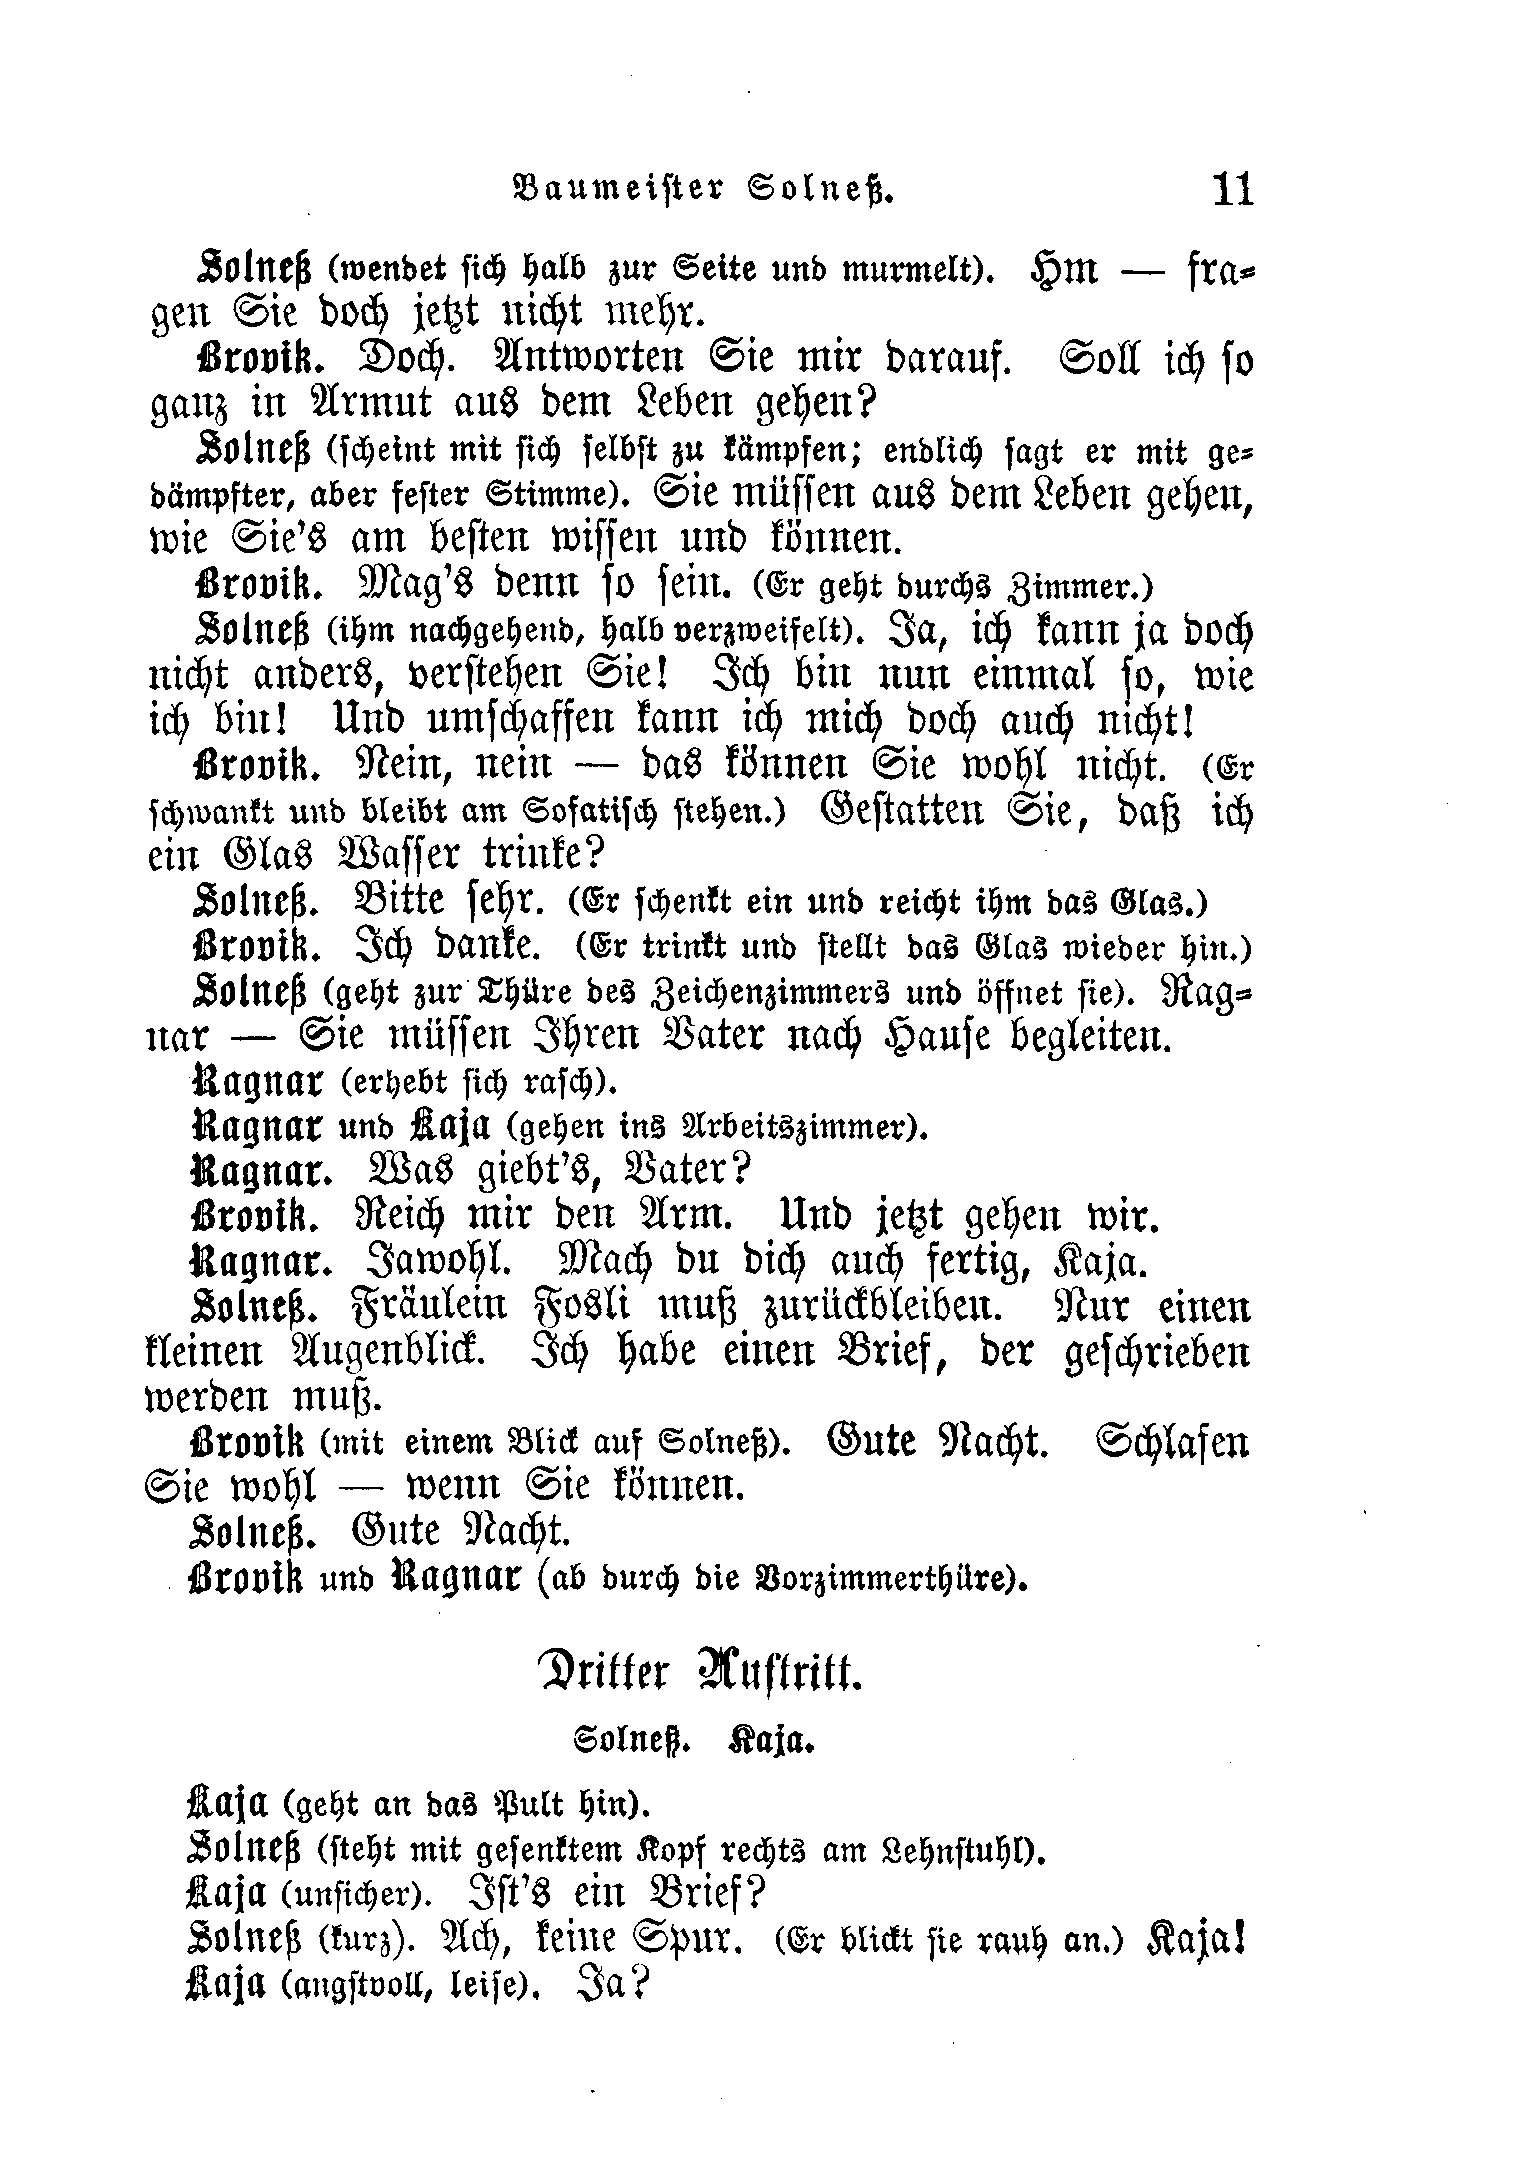 Baumeister Solneß. 11
Solneß (wendet sich halb zur Seite und murmelt). Hm — fra-
gen Sie doch jetzt nicht mehr.
Brovik. Doch. Antworten Sie mir darauf. Soll ich so
ganz in Armut aus dem Leben gehen?
Solneß (scheint mit sich selbst zu kämpfen; endlich sagt er mit ge-
dämpfter, aber fester Stimme). Sie müssen aus dem Leben gehen,
wie Sie's am besten wissen und können.
Brovik. Mag's denn so sein. (Er geht durchs Zimmer.)
Solneß (ihm nachgehend, halb verzweifelt). Ja, ich kann ja doch
nicht anders, verstehen Sie! Ich bin nun einmal so, wie
ich bin! Und umschaffen kann ich mich doch auch nicht!
Brovik. Nein, nein — das können Sie wohl nicht. (Er
schwankt und bleibt am Sofatisch stehen.) Gestatten Sie, daß ich
ein Glas Wasser trinke?
Solneß. Bitte sehr. (Er schenkt ein und reicht ihm das Glas.)
Brovik. Ich danke. (Er trinkt und stellt das Glas wieder hin.)
Solneß (geht zur Thüre des Zeichenzimmers und öffnet sie). Rag-
nar — Sie müssen Ihren Vater nach Hause begleiten.
Ragnar (erhebt sich rasch).
Ragnar und Kaja (gehen ins Arbeitszimmer).
Ragnar. Was giebt's, Vater?
Brovik. Reich mir den Arm. Und jetzt gehen wir.
Ragnar. Jawohl. Mach du dich auch fertig, Kaja.
Solneß. Fräulein Fosli muß zurückbleiben. Nur einen
kleinen Augenblick. Ich habe einen Brief, der geschrieben
werden muß.
Brovik (mit einem Blick auf Solneß). Gute Nacht. Schlafen
Sie wohl — wenn Sie können.
Solneß. Gute Nacht.
Brovik und Ragnar (ab durch die Vorzimmerthüre).
Dritter Auftritt.
Solneß. Kaja.
Kaja (geht an das Pult hin).
Solneß (steht mit gesenktem Kopf rechts am Lehnstuhl).
Kaja (unsicher). Ist's ein Brief?
Solneß (kurz). Ach, keine Spur. (Er blickt sie rauh an.) Kaja!
Kaja (angstvoll, leise). Ja?